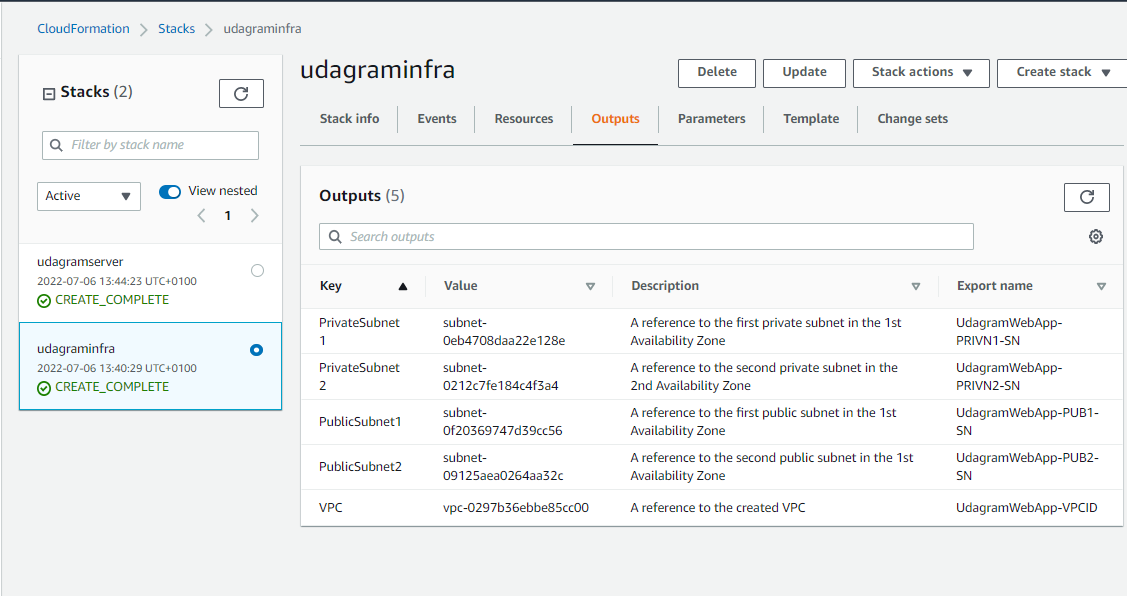 CloudFormation > Stacks > udagraminfra
Stacks (2)
Filter by stack name
Active
View nested
1
udagramserver
2022-07-06 13:44:23 UTC+0100
CREATE_COMPLETE
udagraminfra
2022-07-06 13:40:29 UTC+0100
CREATE_COMPLETE
udagraminfra
Delete Update Stack actions Create stack
Stack info Events Resources Outputs Parameters Template Change sets
Outputs (5)
Search outputs
Key Value Description Export name
PrivateSubnet subnet- A reference to the first private subnet in the 1st UdagramWebApp-
1 0eb4708daa22e128e Availability Zone PRIVN1-SN
PrivateSubnet subnet- A reference to the second private subnet in the UdagramWebApp-
2 0212c7fe184c4f3a4 2nd Availability Zone PRIVN2-SN
PublicSubnet1 subnet- A reference to the first public subnet in the 1st UdagramWebApp-PUB1-
0f20369747d39cc56 Availability Zone SN
PublicSubnet2 subnet- A reference to the second public subnet in the 1st UdagramWebApp-PUB2-
09125aea0264aa32c Availability Zone SN
VPC vpc-0297b36ebbe85cc00 A reference to the created VPC UdagramWebApp-VPCID